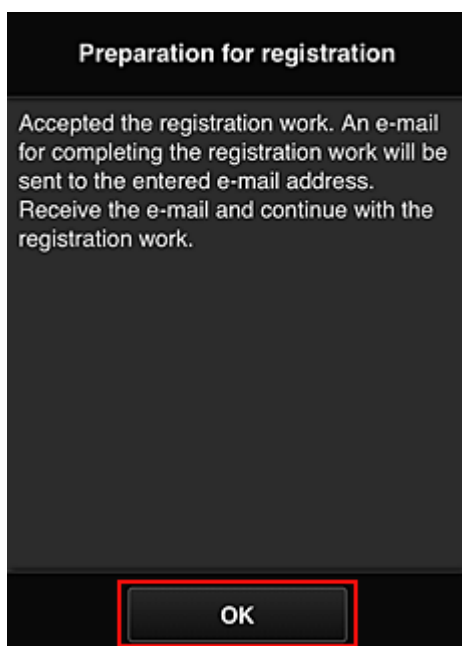 Preparation for registration
Accepted the registration work. An e-mail
for completing the registration work will be
sent to the entered e-mail address.
Receive the e-mail and continue with the
registration work.
OK